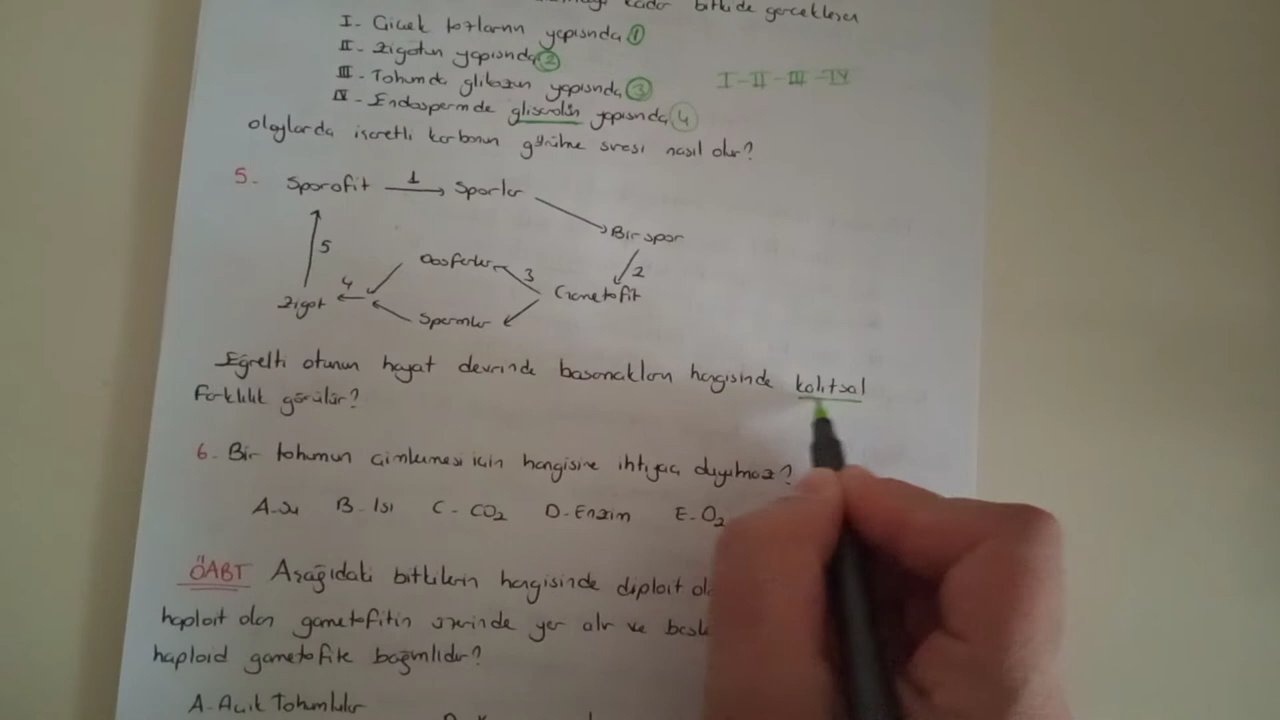 kadar bitkide gerçekleşen
I- Çiçek tozlarının yapısında ①
II- Zigotun yapısında ②
III- Tohumda glikozun yapısında ③
IV- Endospermde gliserolün yapısında ④
I-II-III-IV
olaylarda işaretli karbonun görülme süresi nasıl olur?
5. Sporofit 1 Sporlar
Bir spor
5 Oosferler 3 2
4 Gametofit
Zigot
Spermler
Eğrelti otunun hayat devrinde basamakların hangisinde kalıtsal
farklılık görülür?
6. Bir tohumun çimlenmesi için hangisine ihtiyaç duyulmaz?
A-Su B-Isı C-CO₂ D-Enzim E-O₂
ÖABT Aşağıdaki bitkilerin hangisinde diploit
haploit olan gametofitin üzerinde yer alır ve
haploid gametofite bağımlıdır?
A-Açık Tohumlular